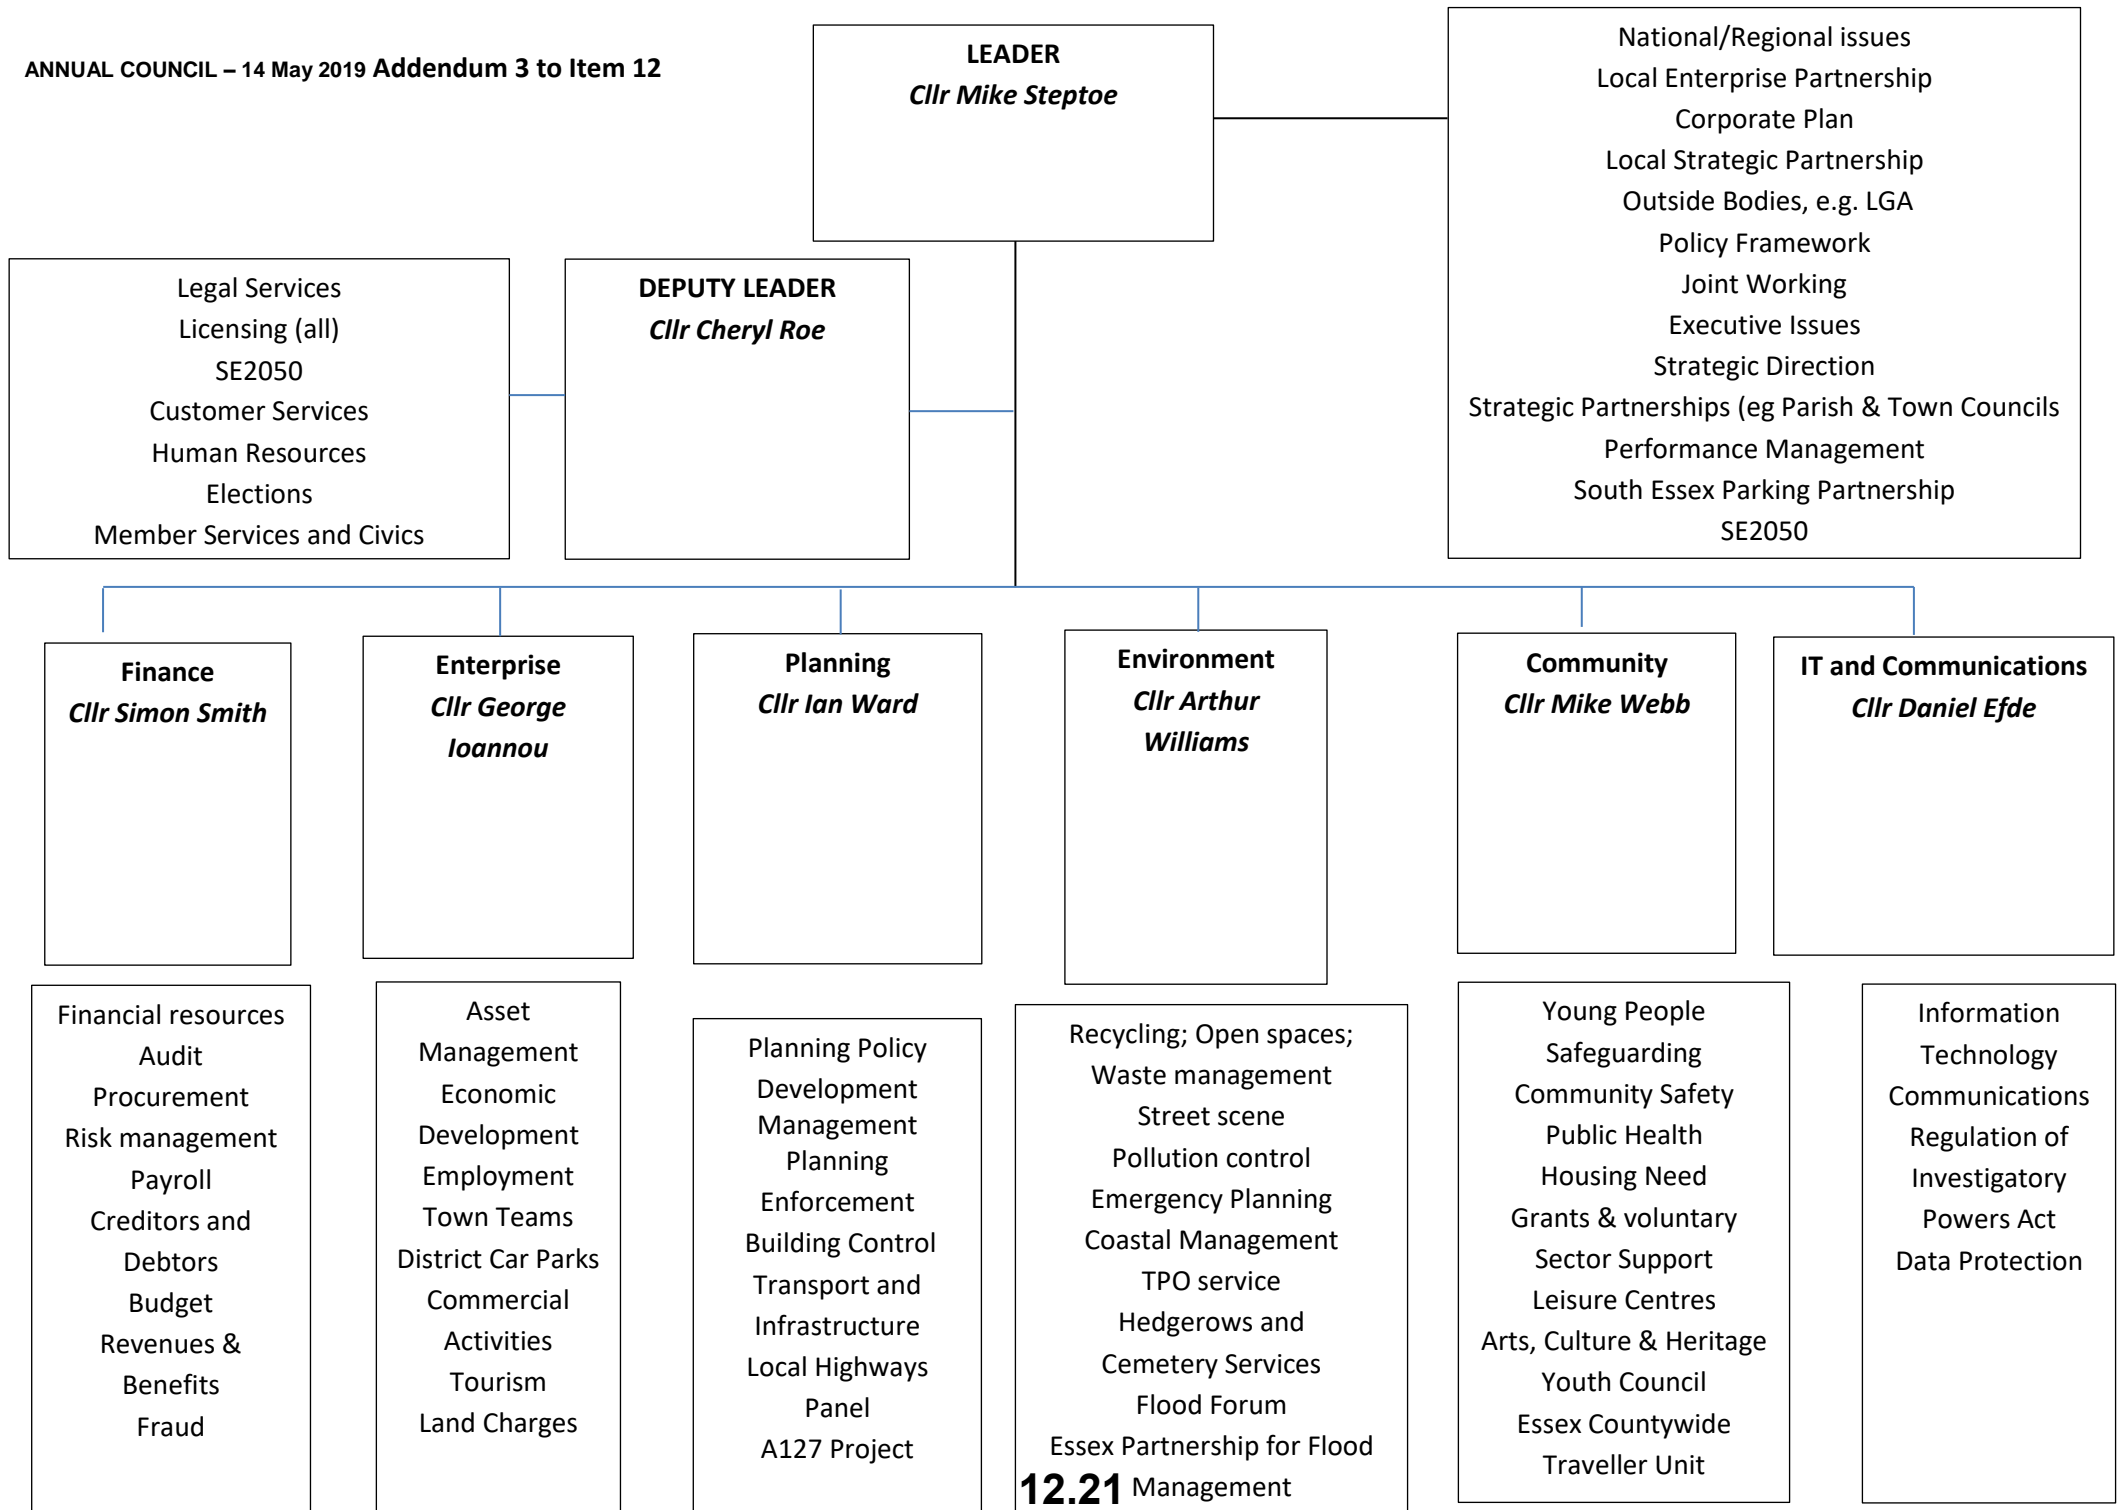 ANNUAL COUNCIL – 14 May 2019 Addendum 3 to Item 12
LEADER
Cllr Mike Steptoe
National/Regional issues
Local Enterprise Partnership
Corporate Plan
Local Strategic Partnership
Outside Bodies, e.g. LGA
Policy Framework
Joint Working
Executive Issues
Strategic Direction
Strategic Partnerships (eg Parish & Town Councils
Performance Management
South Essex Parking Partnership
SE2050
Legal Services
Licensing (all)
SE2050
Customer Services
Human Resources
Elections
Member Services and Civics
DEPUTY LEADER
Cllr Cheryl Roe
Finance
Cllr Simon Smith
Enterprise
Cllr George
Ioannou
Planning
Cllr Ian Ward
Environment
Cllr Arthur
Williams
Community
Cllr Mike Webb
IT and Communications
Cllr Daniel Efde
Financial resources
Audit
Procurement
Risk management
Payroll
Creditors and
Debtors
Budget
Revenues &
Benefits
Fraud
Asset
Management
Economic
Development
Employment
Town Teams
District Car Parks
Commercial
Activities
Tourism
Land Charges
Planning Policy
Development
Management
Planning
Enforcement
Building Control
Transport and
Infrastructure
Local Highways
Panel
A127 Project
Recycling; Open spaces;
Waste management
Street scene
Pollution control
Emergency Planning
Coastal Management
TPO service
Hedgerows and
Cemetery Services
Flood Forum
Essex Partnership for Flood
Management
Young People
Safeguarding
Community Safety
Public Health
Housing Need
Grants & voluntary
Sector Support
Leisure Centres
Arts, Culture & Heritage
Youth Council
Essex Countywide
Traveller Unit
Information
Technology
Communications
Regulation of
Investigatory
Powers Act
Data Protection
12.21